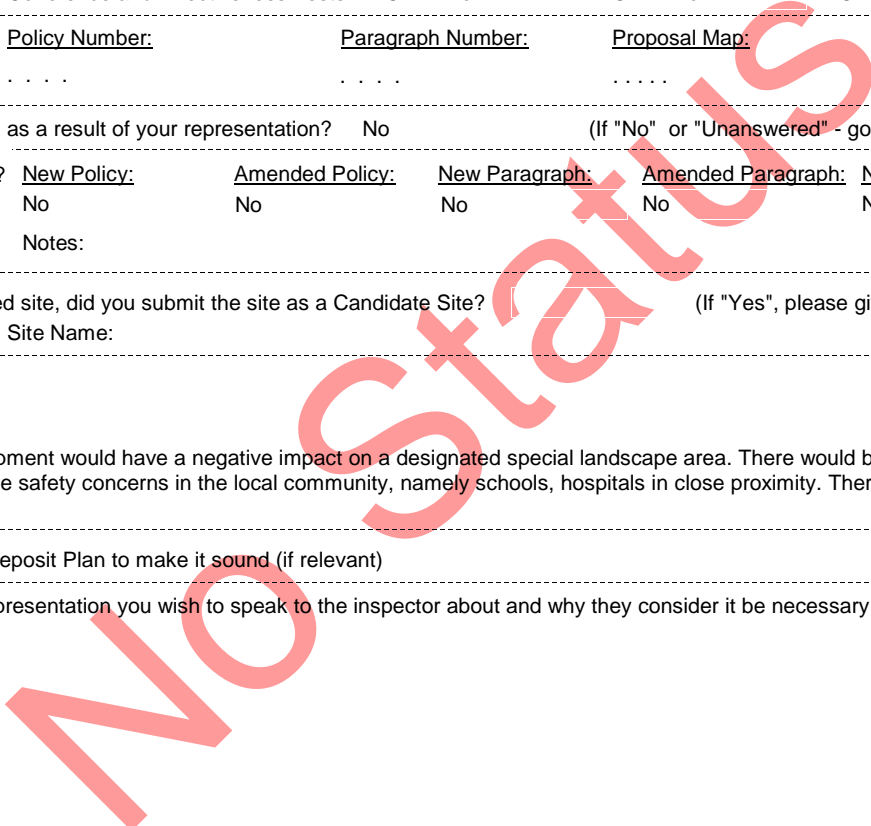 Policy Number: Paragraph Number: Proposal Map:
. . . . . . . . . . . . .
as a result of your representation? No (If "No" or "Unanswered" - go
? New Policy: Amended Policy: New Paragraph: Amended Paragraph:
No No No No
Notes:
ed site, did you submit the site as a Candidate Site? (If "Yes", please gi
Site Name:
oment would have a negative impact on a designated special landscape area. There would b
e safety concerns in the local community, namely schools, hospitals in close proximity. Ther
eposit Plan to make it sound (if relevant)
presentation you wish to speak to the inspector about and why they consider it be necessary
No Status